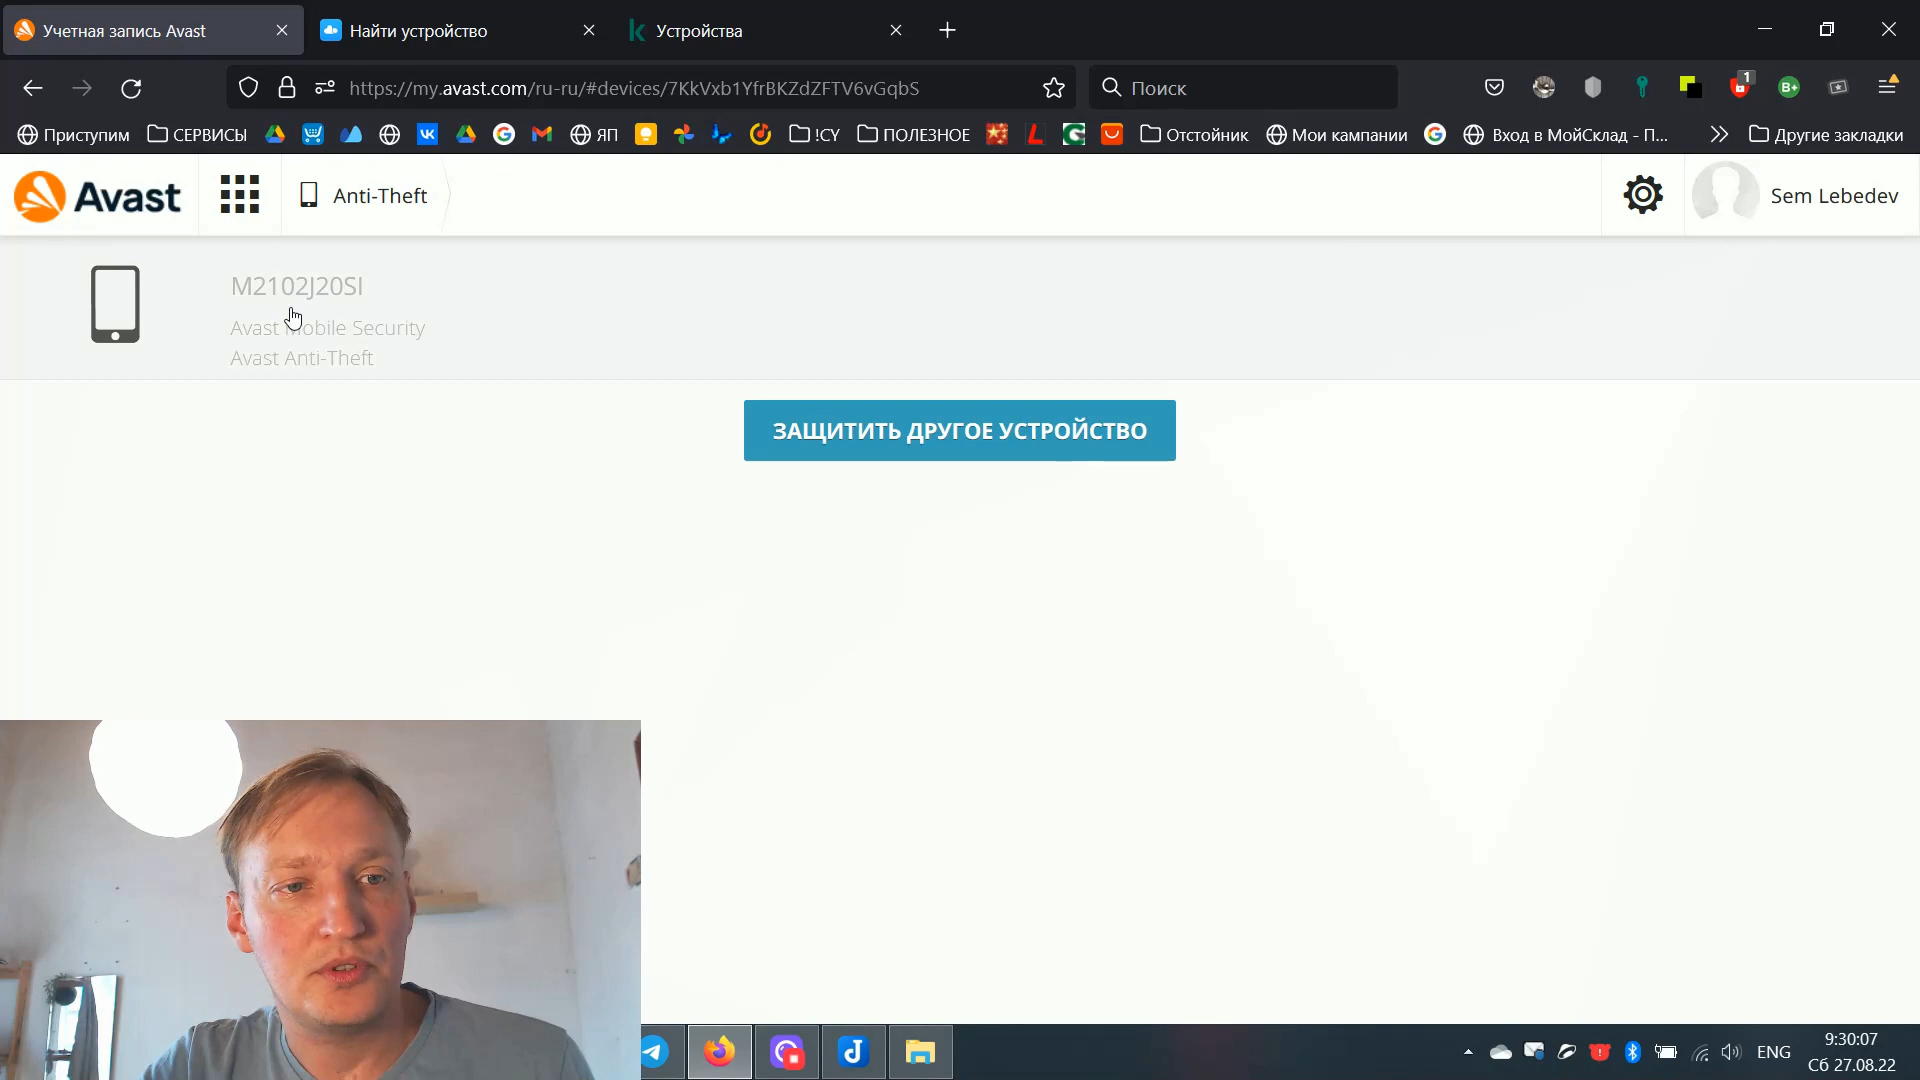 Учетная запись Avast
Найти устройство
Устройства
https://my.avast.com/ru-ru/#devices/7KkVxb1YfrBKZdZFTV6vGqbS
Поиск
1
B+
Приступим
СЕРВИСЫ
ЯП
!CY
ПОЛЕЗНОЕ
Отстойник
Мои кампании
Вход в МойСклад - П...
Другие закладки
Avast
Anti-Theft
Sem Lebedev
M2102J20SI
Avast Mobile Security
Avast Anti-Theft
ЗАЩИТИТЬ ДРУГОЕ УСТРОЙСТВО
ENG
9:30:07
Сб 27.08.22